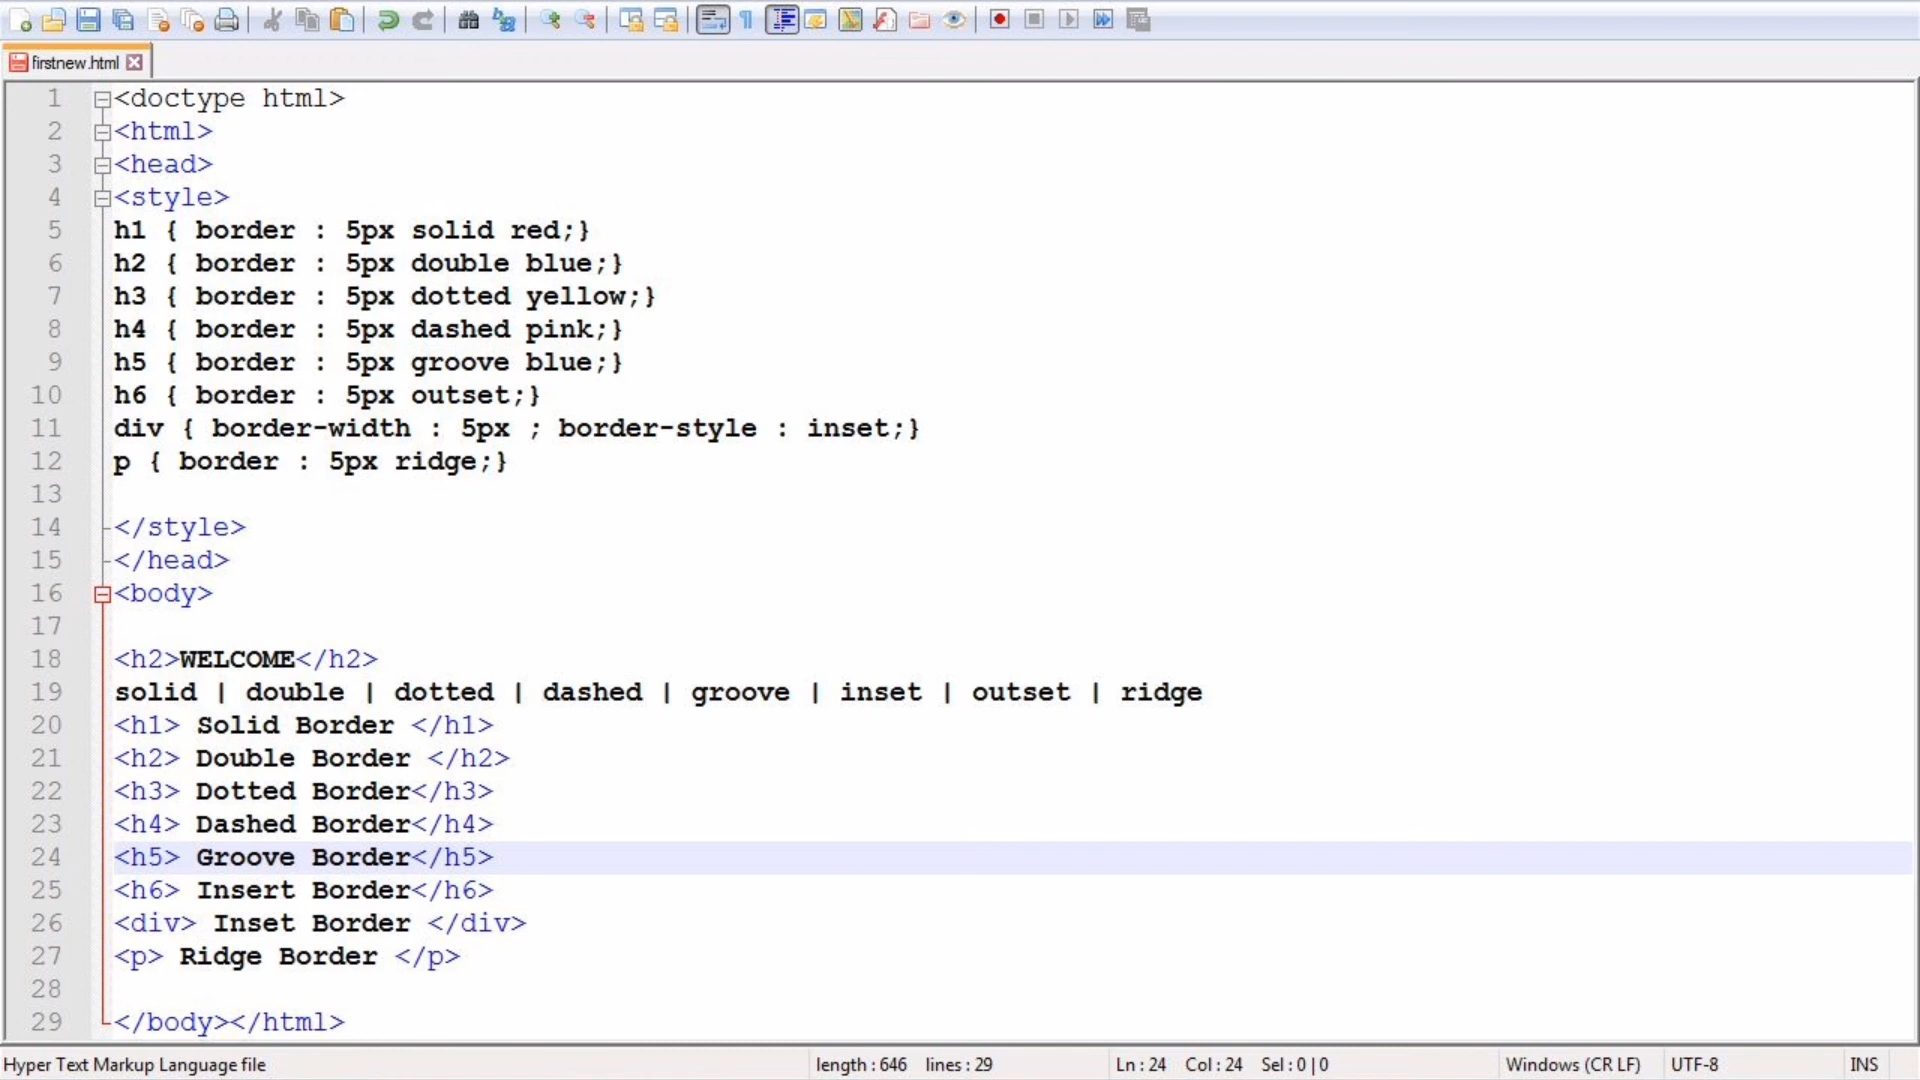 firstnew.html
1 <doctype html>
2 <html>
3 <head>
4 <style>
5 h1 { border : 5px solid red;}
6 h2 { border : 5px double blue;}
7 h3 { border : 5px dotted yellow;}
8 h4 { border : 5px dashed pink;}
9 h5 { border : 5px groove blue;}
10 h6 { border : 5px outset;}
11 div { border-width : 5px ; border-style : inset;}
12 p { border : 5px ridge;}
13
14 </style>
15 </head>
16 <body>
17
18 <h2>WELCOME</h2>
19 solid | double | dotted | dashed | groove | inset | outset | ridge
20 <h1> Solid Border </h1>
21 <h2> Double Border </h2>
22 <h3> Dotted Border</h3>
23 <h4> Dashed Border</h4>
24 <h5> Groove Border</h5>
25 <h6> Insert Border</h6>
26 <div> Inset Border </div>
27 <p> Ridge Border </p>
28
29 </body></html>
Hyper Text Markup Language file length : 646 lines : 29 Ln : 24 Col : 24 Sel : 0 | 0 Windows (CR LF) UTF-8 INS